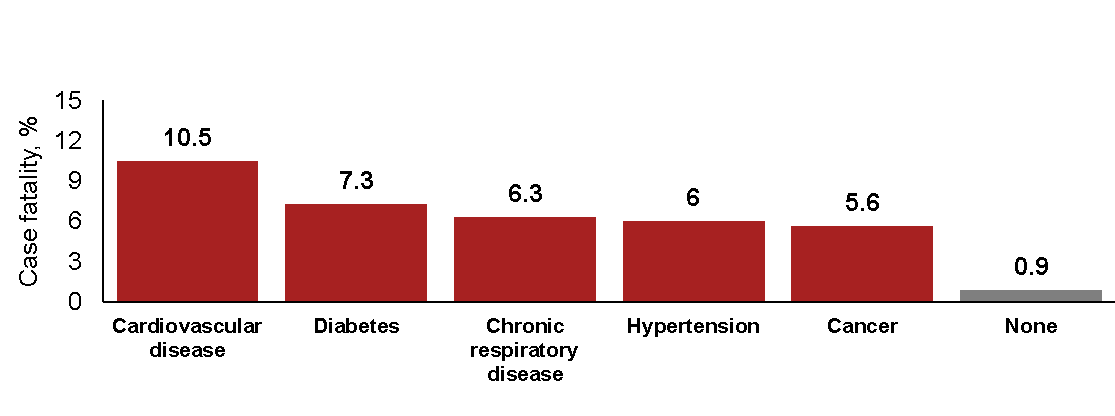 Case fatality, %
15
12
9
6
3
0
10.5
7.3
6.3
6
5.6
0.9
Cardiovascular
disease
Diabetes
Chronic
respiratory
disease
Hypertension
Cancer
None